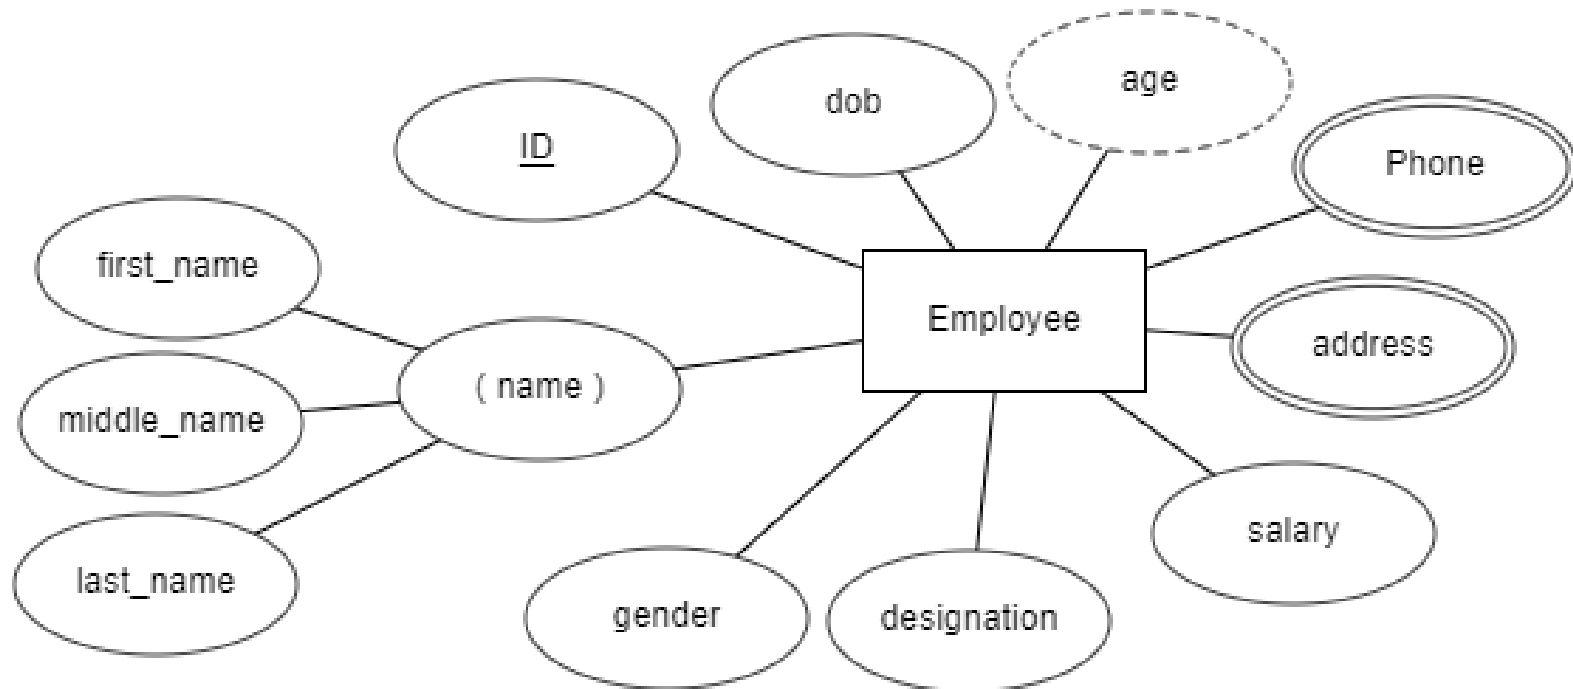 age
dob
ID
Phone
first_name
Employee
address
( name )
middle_name
salary
last_name
gender
designation